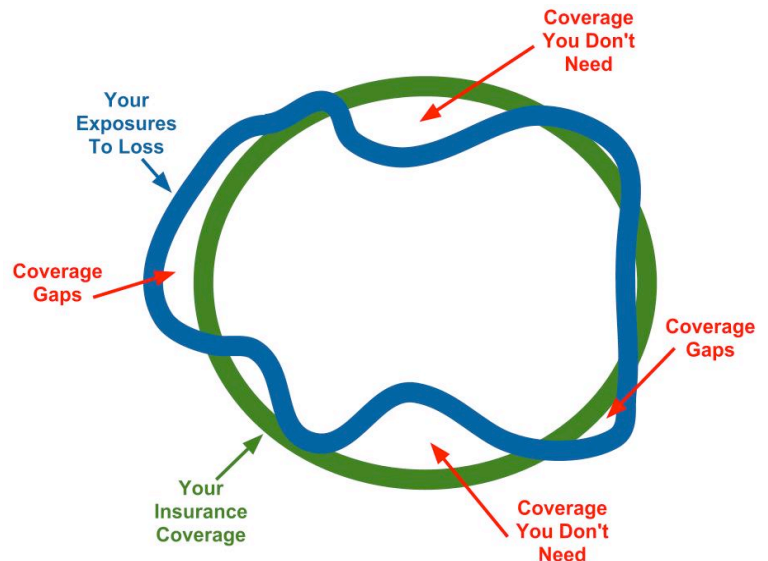 Coverage
You Don't
Need
Your
Exposures
To Loss
Coverage
Gaps
Coverage
Gaps
Your
Insurance
Coverage
Coverage
You Don't
Need